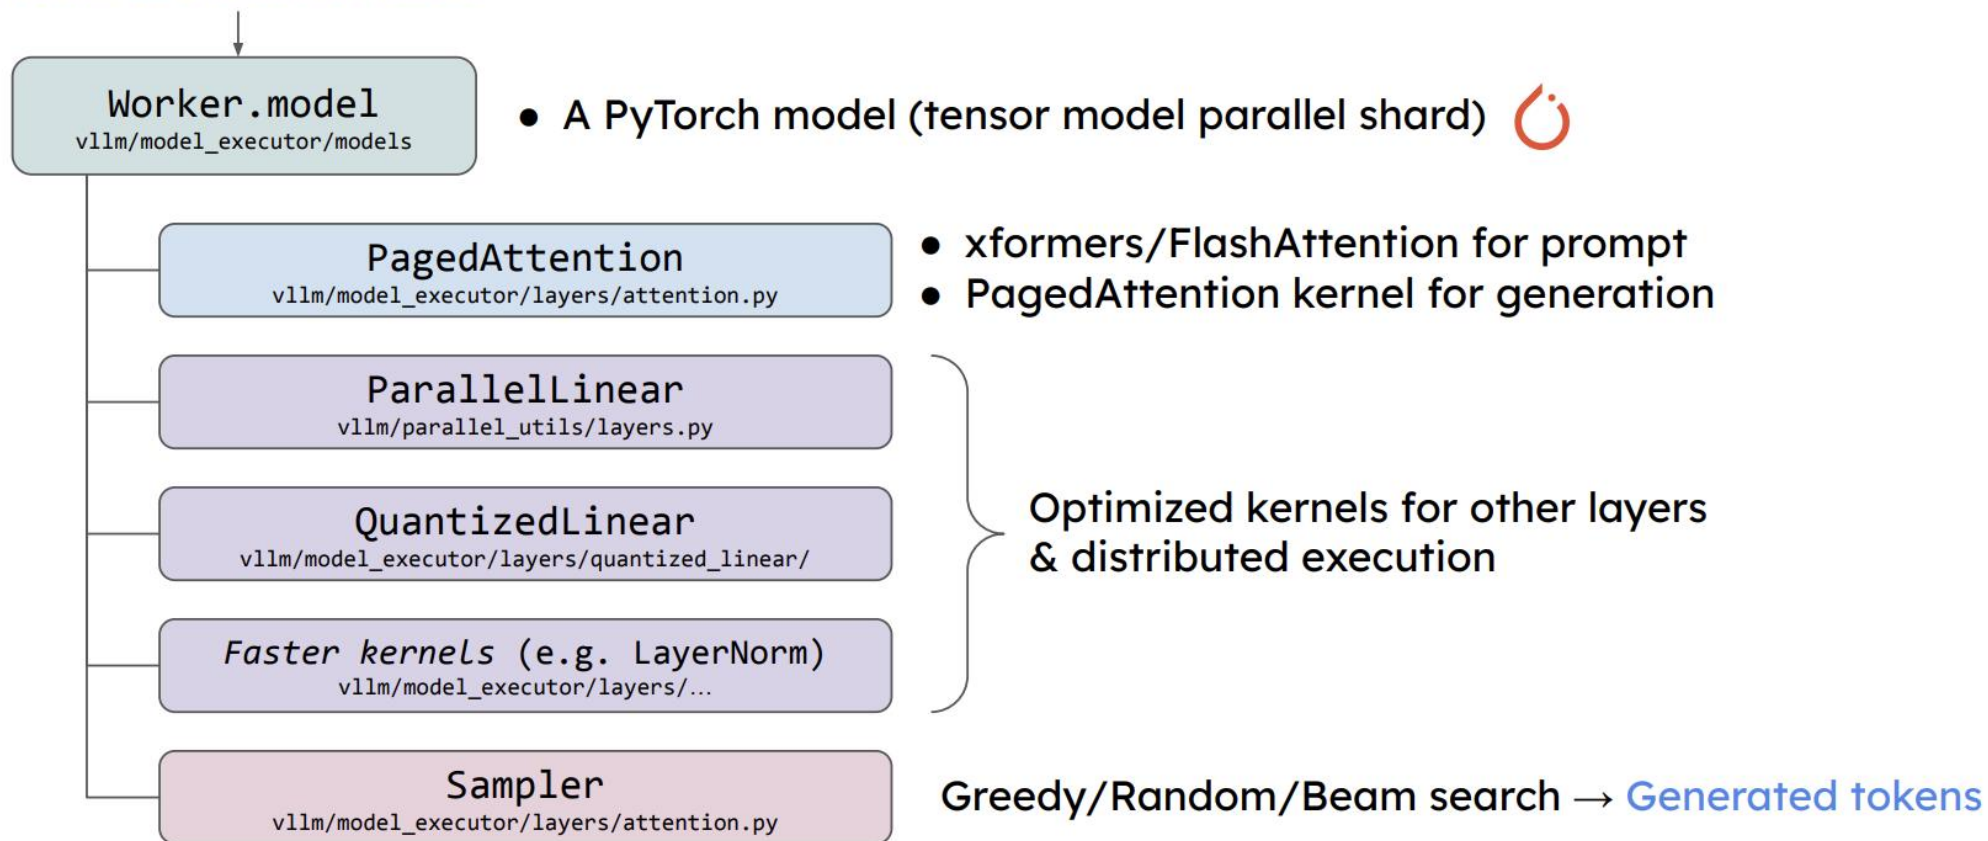 Worker.model
vllm/model_executor/models
● A PyTorch model (tensor model parallel shard)
PagedAttention
vllm/model_executor/layers/attention.py
● xformers/FlashAttention for prompt
● PagedAttention kernel for generation
ParallelLinear
vllm/parallel_utils/layers.py
QuantizedLinear
vllm/model_executor/layers/quantized_linear/
Optimized kernels for other layers
& distributed execution
Faster kernels (e.g. LayerNorm)
vllm/model_executor/layers/…
Sampler
vllm/model_executor/layers/attention.py
Greedy/Random/Beam search → Generated tokens